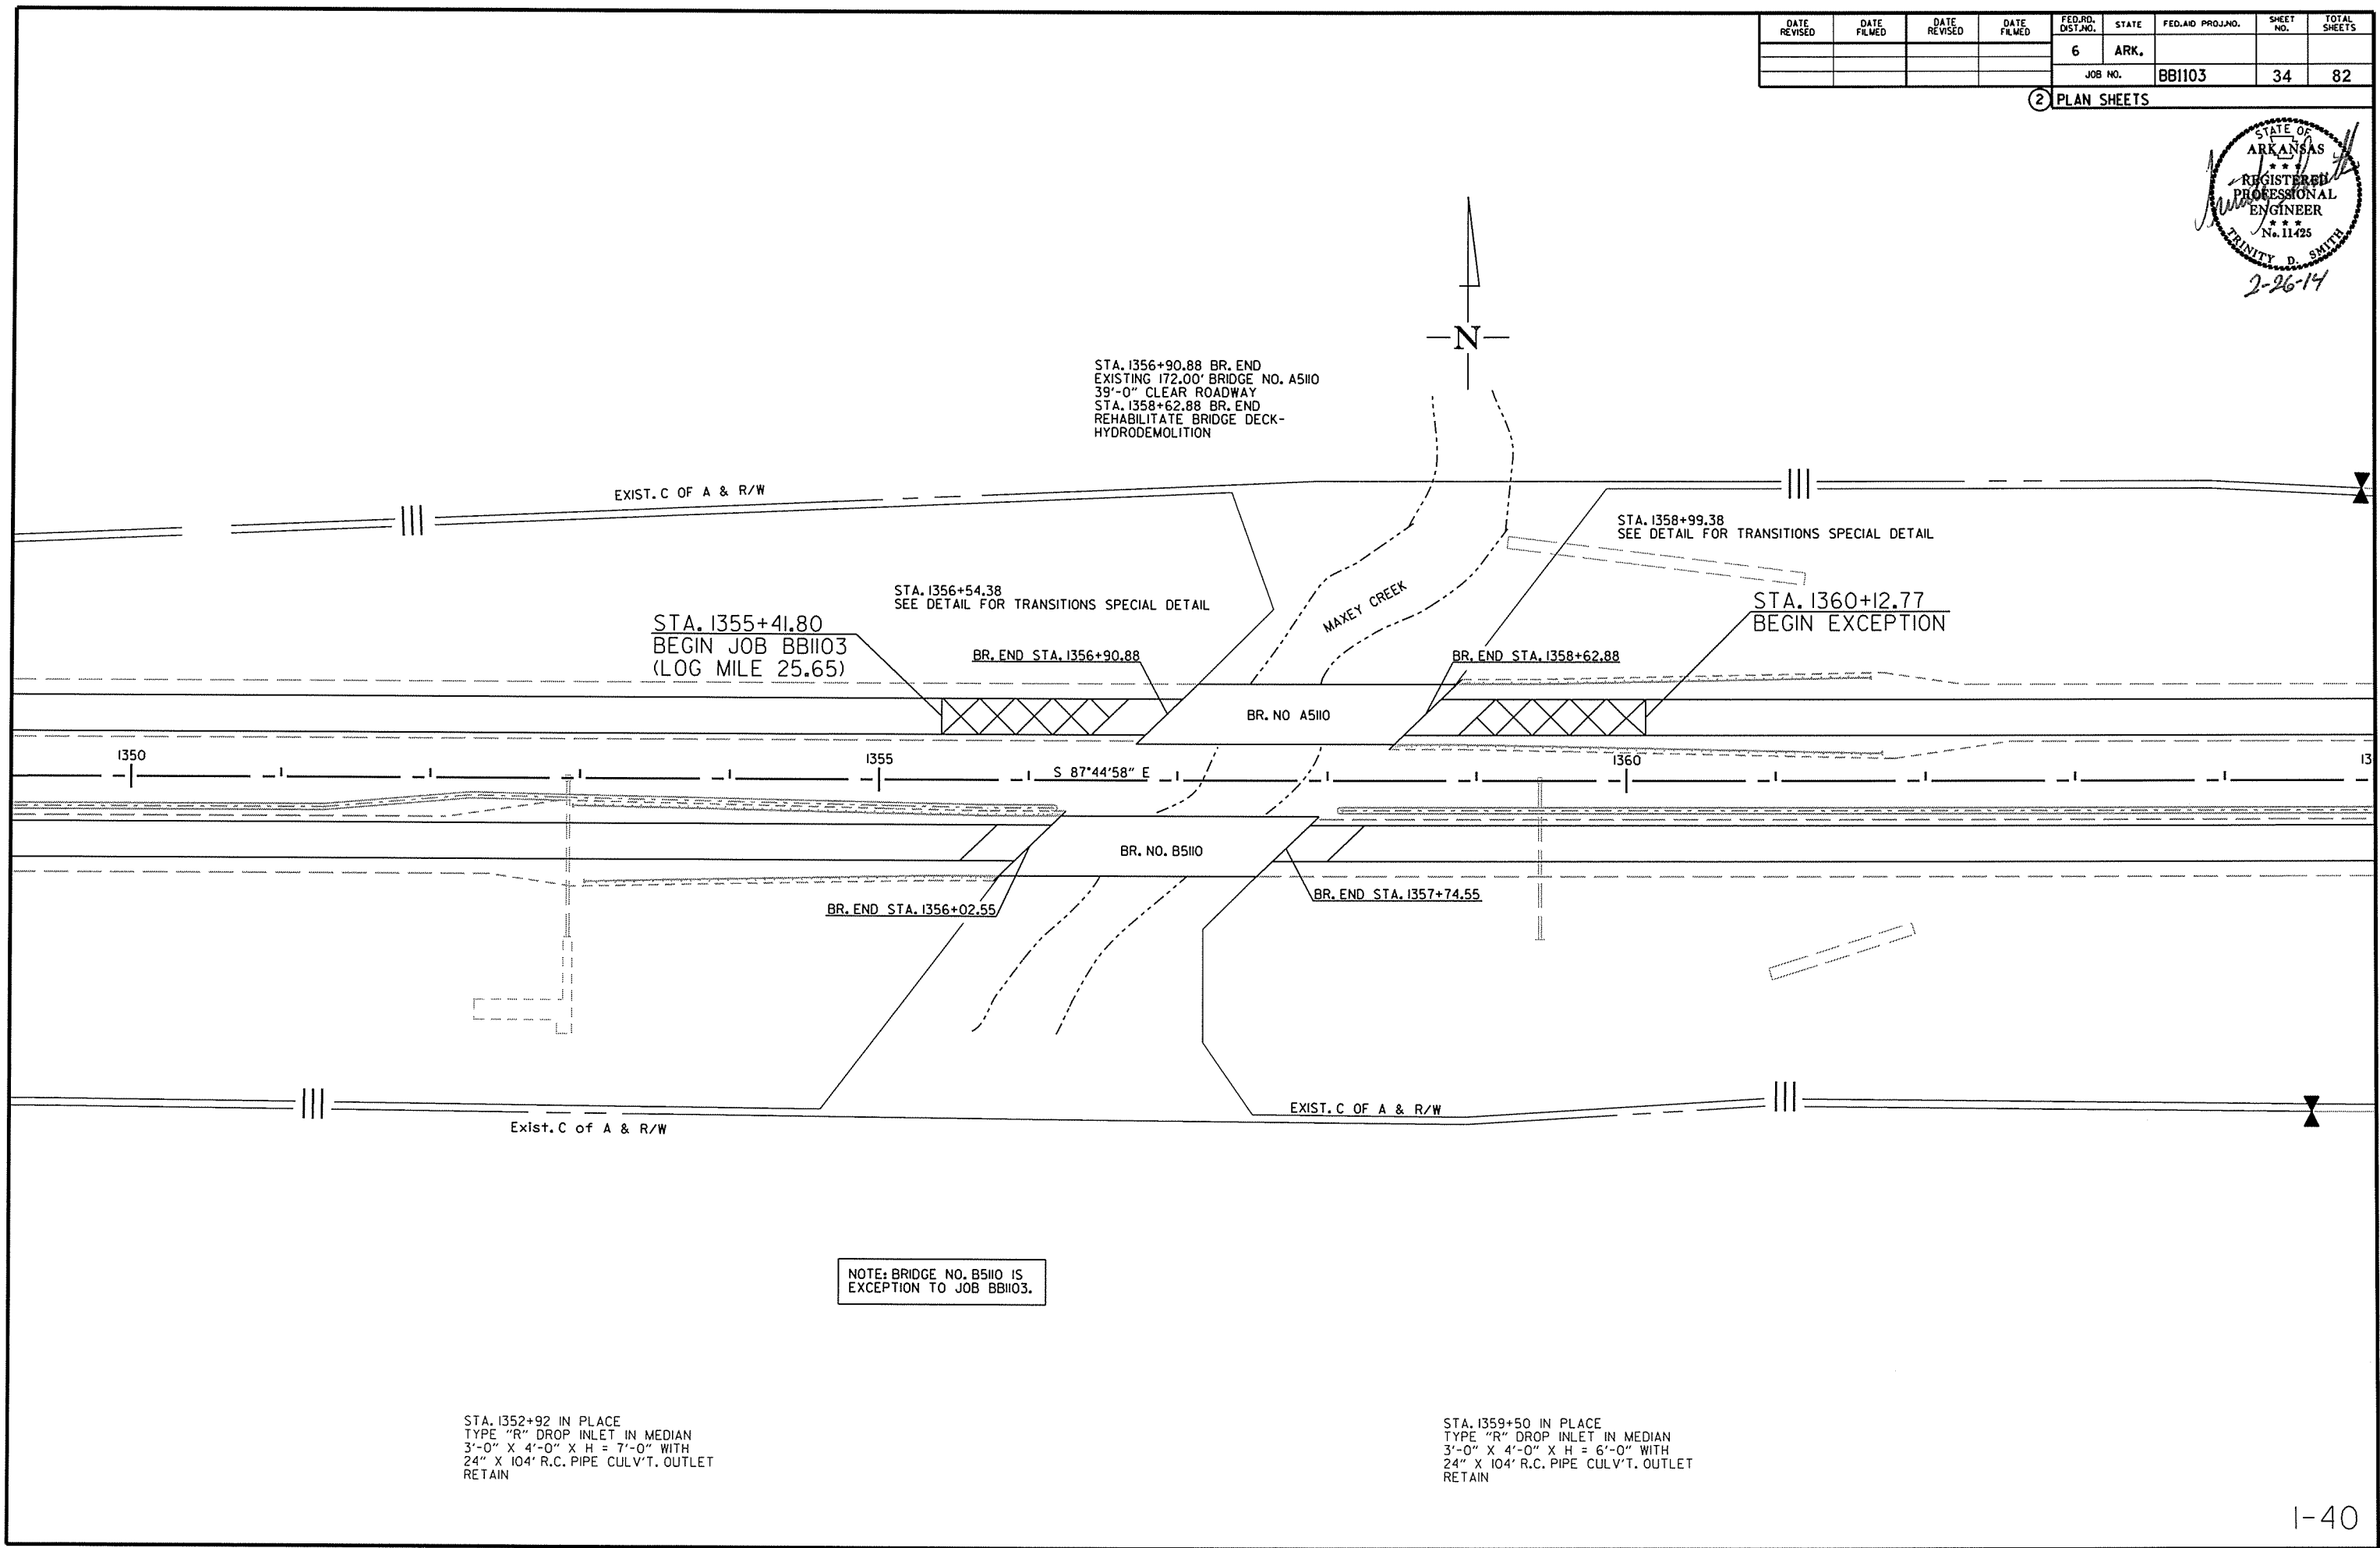 DATE REVISED
DATE FILMED
DATE REVISED
DATE FILMED
FED.RD. DIST.NO.
STATE
FED.AID PROJ.NO.
SHEET NO.
TOTAL SHEETS
6
ARK.
JOB NO.
BB1103
34
82
2 PLAN SHEETS
STATE OF
ARKANSAS
★ ★ ★
REGISTERED
PROFESSIONAL
ENGINEER
★ ★ ★
No. 11425
TRINITY D. SMITH
2-26-14
N
STA. 1356+90.88 BR. END
EXISTING 172.00' BRIDGE NO. A5110
39'-0" CLEAR ROADWAY
STA. 1358+62.88 BR. END
REHABILITATE BRIDGE DECK-
HYDRODEMOLITION
EXIST. C OF A & R/W
STA. 1358+99.38
SEE DETAIL FOR TRANSITIONS SPECIAL DETAIL
STA. 1356+54.38
SEE DETAIL FOR TRANSITIONS SPECIAL DETAIL
MAXEY CREEK
STA. 1355+41.80
BEGIN JOB BB1103
(LOG MILE 25.65)
STA. 1360+12.77
BEGIN EXCEPTION
BR. END STA. 1356+90.88
BR. END STA. 1358+62.88
BR. NO A5110
1350
1355
1360
13
S 87°44'58" E
BR. NO. B5110
BR. END STA. 1356+02.55
BR. END STA. 1357+74.55
EXIST. C OF A & R/W
Exist. C of A & R/W
NOTE: BRIDGE NO. B5110 IS
EXCEPTION TO JOB BB1103.
STA. 1352+92 IN PLACE
TYPE "R" DROP INLET IN MEDIAN
3'-0" X 4'-0" X H = 7'-0" WITH
24" X 104' R.C. PIPE CULV'T. OUTLET
RETAIN
STA. 1359+50 IN PLACE
TYPE "R" DROP INLET IN MEDIAN
3'-0" X 4'-0" X H = 6'-0" WITH
24" X 104' R.C. PIPE CULV'T. OUTLET
RETAIN
I-40